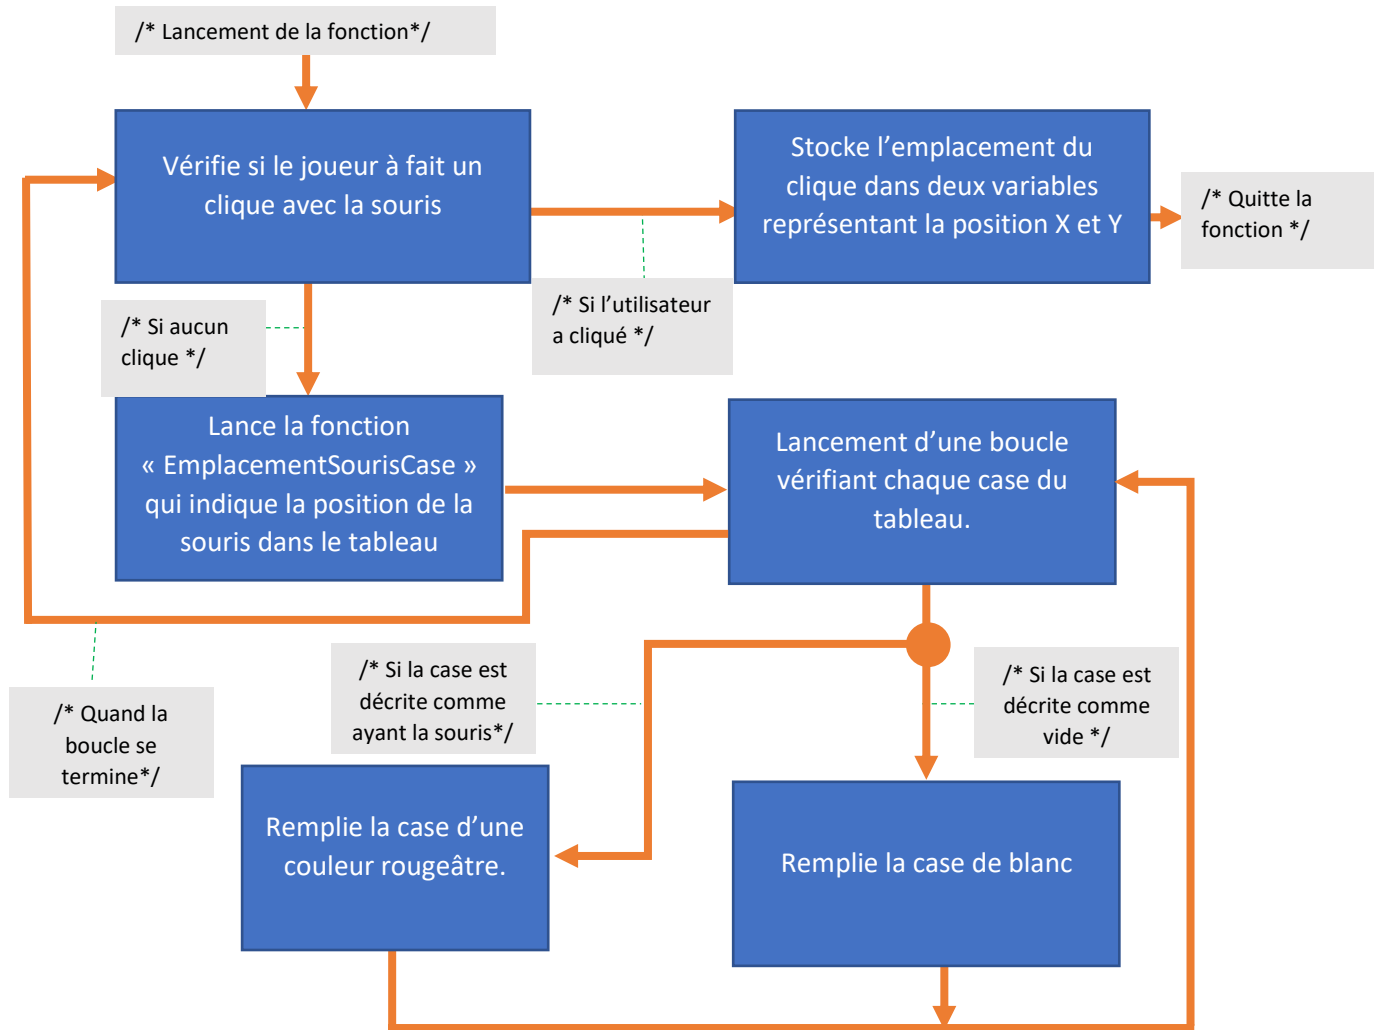 /* Lancement de la fonction*/
Vérifie si le joueur à fait un
clique avec la souris
Stocke l’emplacement du
clique dans deux variables
représentant la position X et Y
/* Quitte la
fonction */
/* Si l’utilisateur
a cliqué */
/* Si aucun
clique */
Lance la fonction
« EmplacementSourisCase »
qui indique la position de la
souris dans le tableau
Lancement d’une boucle
vérifiant chaque case du
tableau.
/* Si la case est
décrite comme
ayant la souris*/
/* Si la case est
décrite comme
vide */
/* Quand la
boucle se
termine*/
Remplie la case d’une
couleur rougeâtre.
Remplie la case de blanc